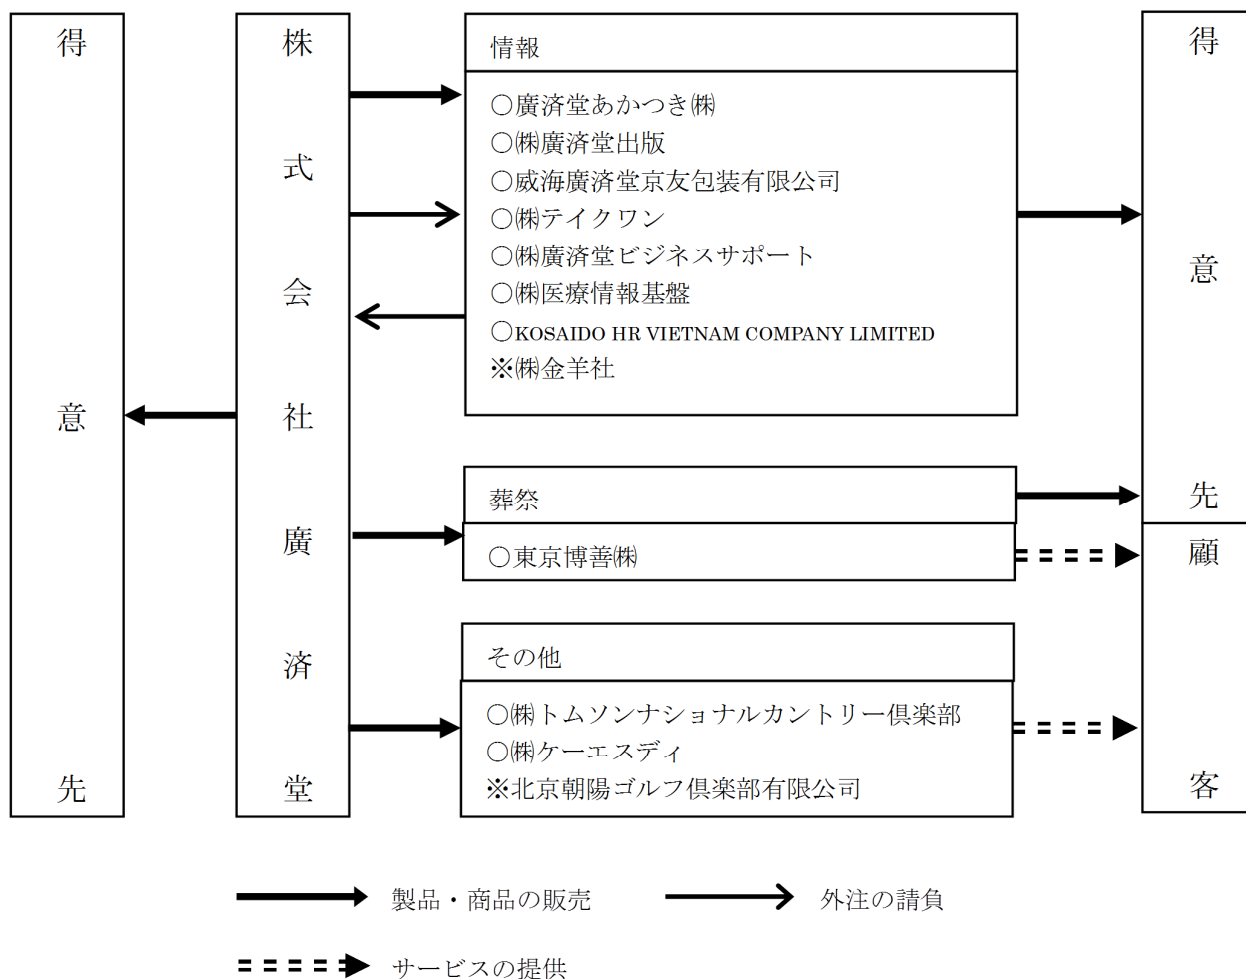 得意先
株式会社廣済堂
情報
○廣済堂あかつき㈱
○㈱廣済堂出版
○威海廣済堂京友包装有限公司
○㈱テイクワン
○㈱廣済堂ビジネスサポート
○㈱医療情報基盤
○KOSAIDO HR VIETNAM COMPANY LIMITED
※㈱金羊社
葬祭
○東京博善㈱
その他
○㈱トムソンナショナルカントリー倶楽部
○㈱ケーエスディ
※北京朝陽ゴルフ倶楽部有限公司
得意先
顧客
製品・商品の販売
外注の請負
サービスの提供